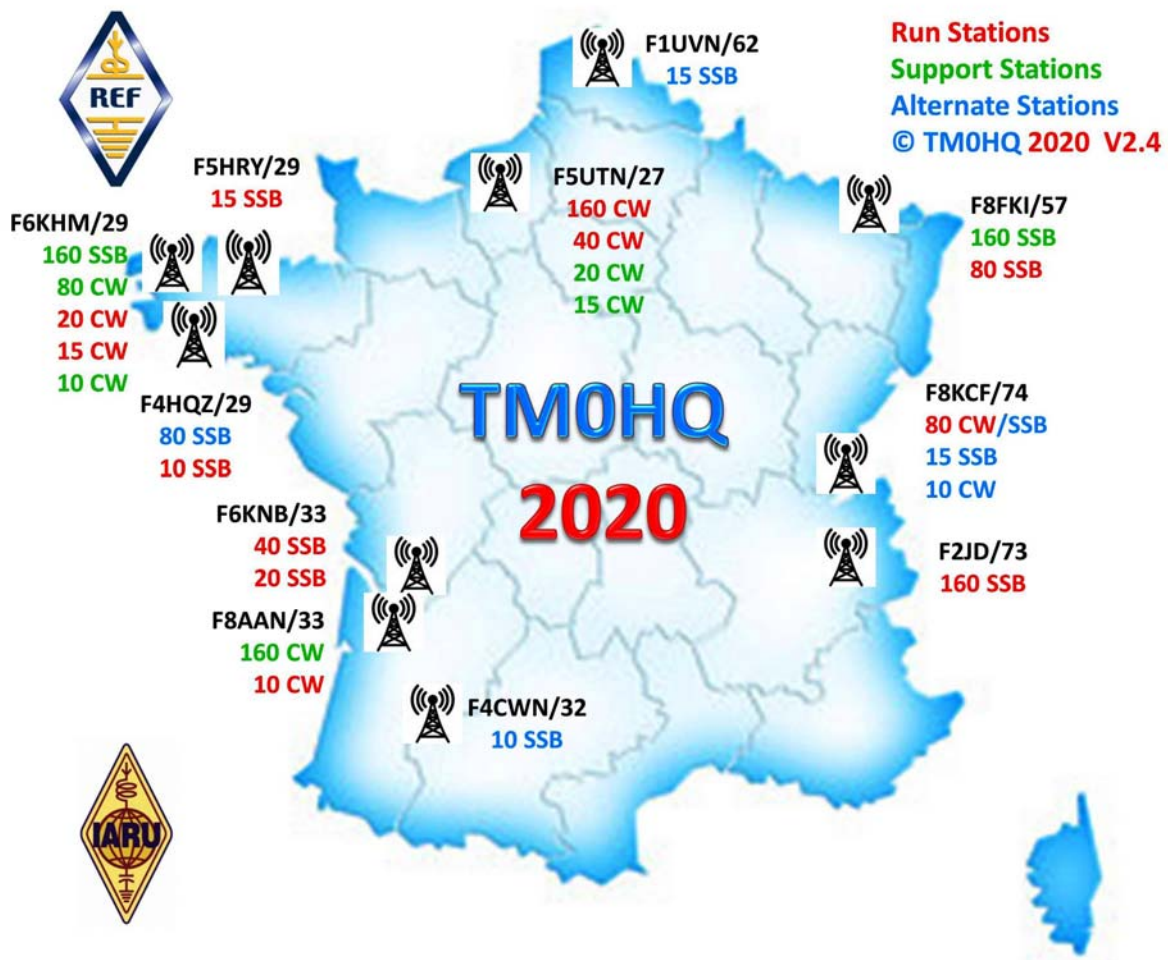 REF
F1UVN/62
15 SSB
Run Stations
Support Stations
Alternate Stations
© TM0HQ 2020 V2.4
F5HRY/29
15 SSB
F6KHM/29
160 SSB
80 CW
20 CW
15 CW
10 CW
F5UTN/27
160 CW
40 CW
20 CW
15 CW
F8FKI/57
160 SSB
80 SSB
F4HQZ/29
80 SSB
10 SSB
TM0HQ
2020
F8KCF/74
80 CW/SSB
15 SSB
10 CW
F6KNB/33
40 SSB
20 SSB
F2JD/73
160 SSB
F8AAN/33
160 CW
10 CW
F4CWN/32
10 SSB
IARU